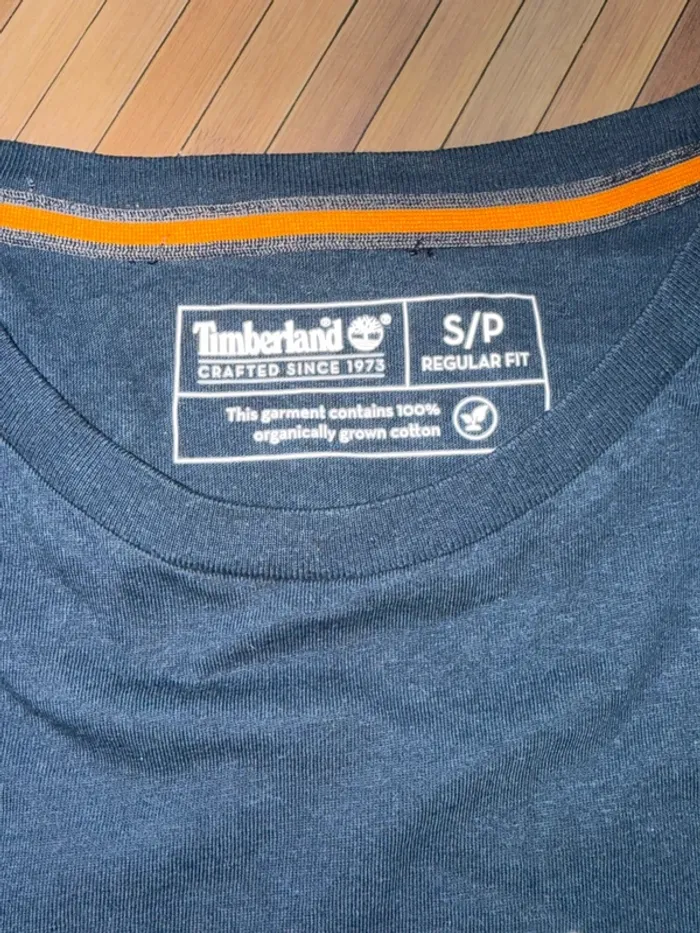 Timberland®
CRAFTED SINCE 1973
S/P
REGULAR FIT
This garment contains 100%
organically grown cotton